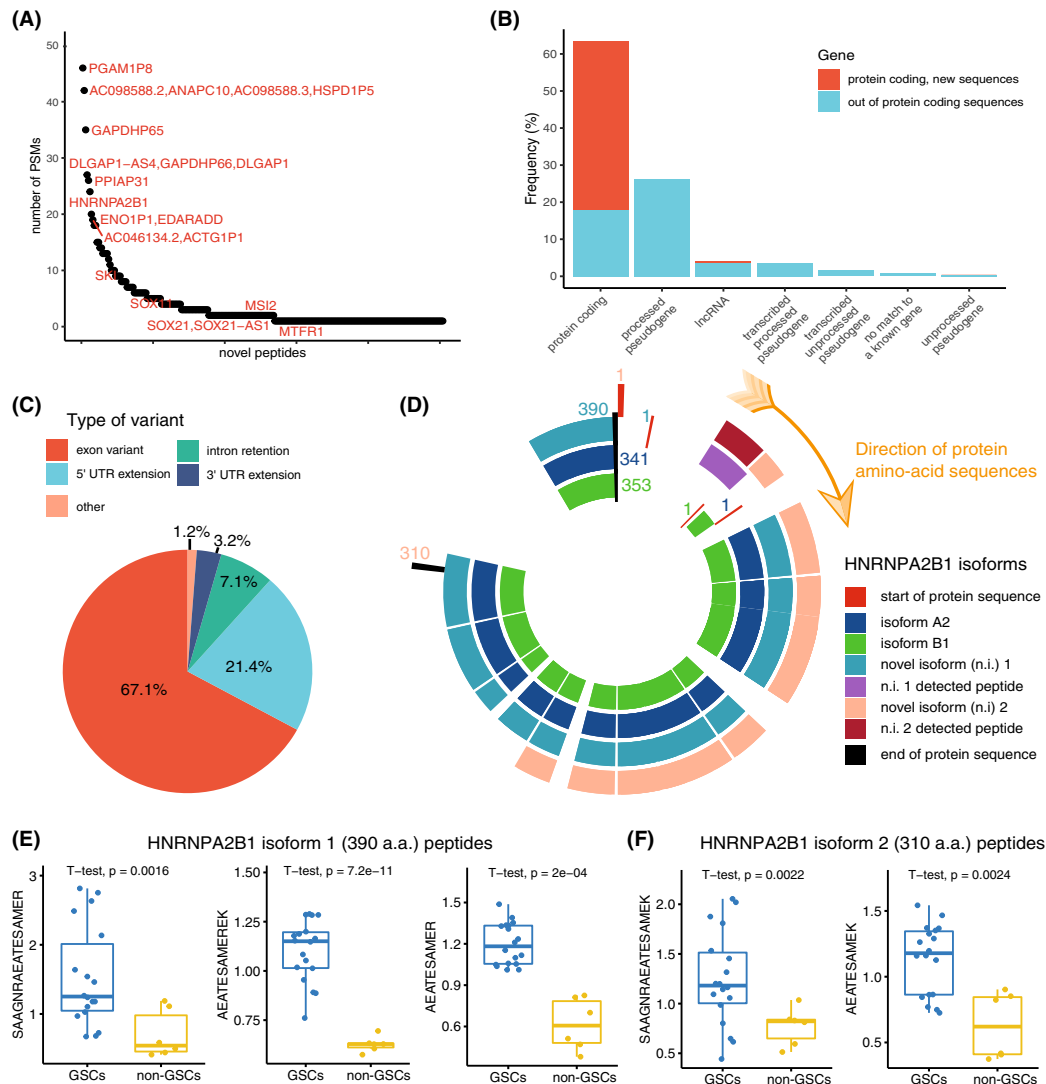 (A)
number of PSMs
50
40
30
20
10
0
PGAM1P8
AC098588.2,ANAPC10,AC098588.3,HSPD1P5
GAPDHP65
DLGAP1-AS4,GAPDHP66,DLGAP1
PPIAP31
HNRNPA2B1
ENO1P1,EDARADD
AC046134.2,ACTG1P1
SOX11
MSI2
SOX21,SOX21-AS1
MTFR1
novel peptides
(B)
Frequency (%)
60
50
40
30
20
10
0
Gene
protein coding, new sequences
out of protein coding sequences
protein coding
processed
pseudogene
lncRNA
transcribed
processed
pseudogene
transcribed
unprocessed
pseudogene
no match to
a known gene
unprocessed
pseudogene
(C)
Type of variant
exon variant
intron retention
5' UTR extension
3' UTR extension
other
1.2%
3.2%
7.1%
21.4%
67.1%
(D)
1
390
1
341
353
1
1
310
Direction of protein
amino-acid sequences
HNRNPA2B1 isoforms
start of protein sequence
isoform A2
isoform B1
novel isoform (n.i.) 1
n.i. 1 detected peptide
novel isoform (n.i) 2
n.i. 2 detected peptide
end of protein sequence
(E)
HNRNPA2B1 isoform 1 (390 a.a.) peptides
T-test, p = 0.0016
SAAGNRAEATESAMER
3
2
1
GSCs
non-GSCs
T-test, p = 7.2e-11
AEATESAMEREK
1.50
1.25
1.00
0.75
GSCs
non-GSCs
T-test, p = 2e-04
AEATESAMER
1.5
1.2
0.9
0.6
GSCs
non-GSCs
(F)
HNRNPA2B1 isoform 2 (310 a.a.) peptides
T-test, p = 0.0022
SAAGNRAEATESAMEK
2.0
1.5
1.0
0.5
GSCs
non-GSCs
T-test, p = 0.0024
AEATESAMEK
1.5
1.0
0.5
GSCs
non-GSCs